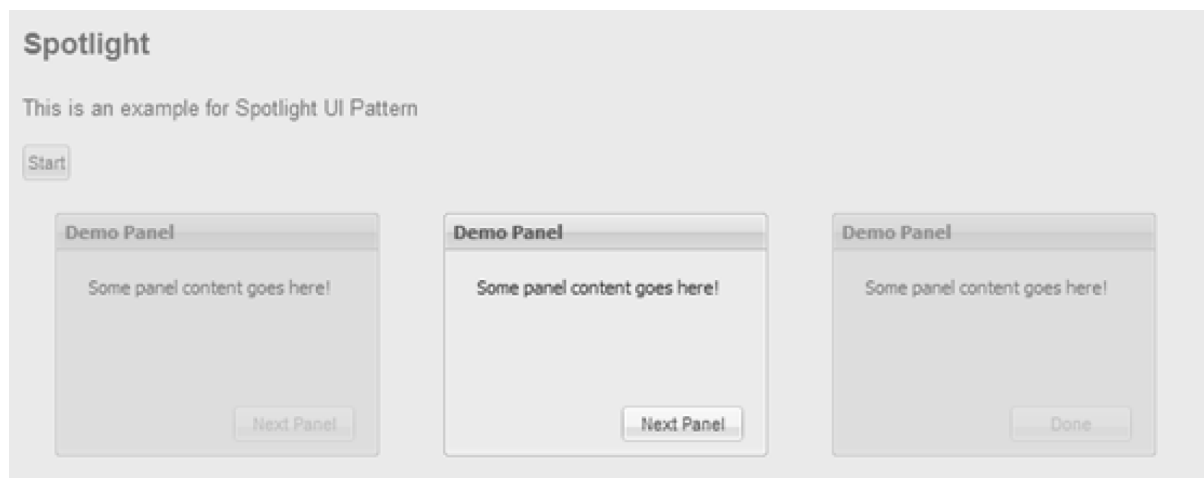 Spotlight
This is an example for Spotlight UI Pattern
Start
Demo Panel
Some panel content goes here!
Next Panel
Demo Panel
Some panel content goes here!
Next Panel
Demo Panel
Some panel content goes here!
Done